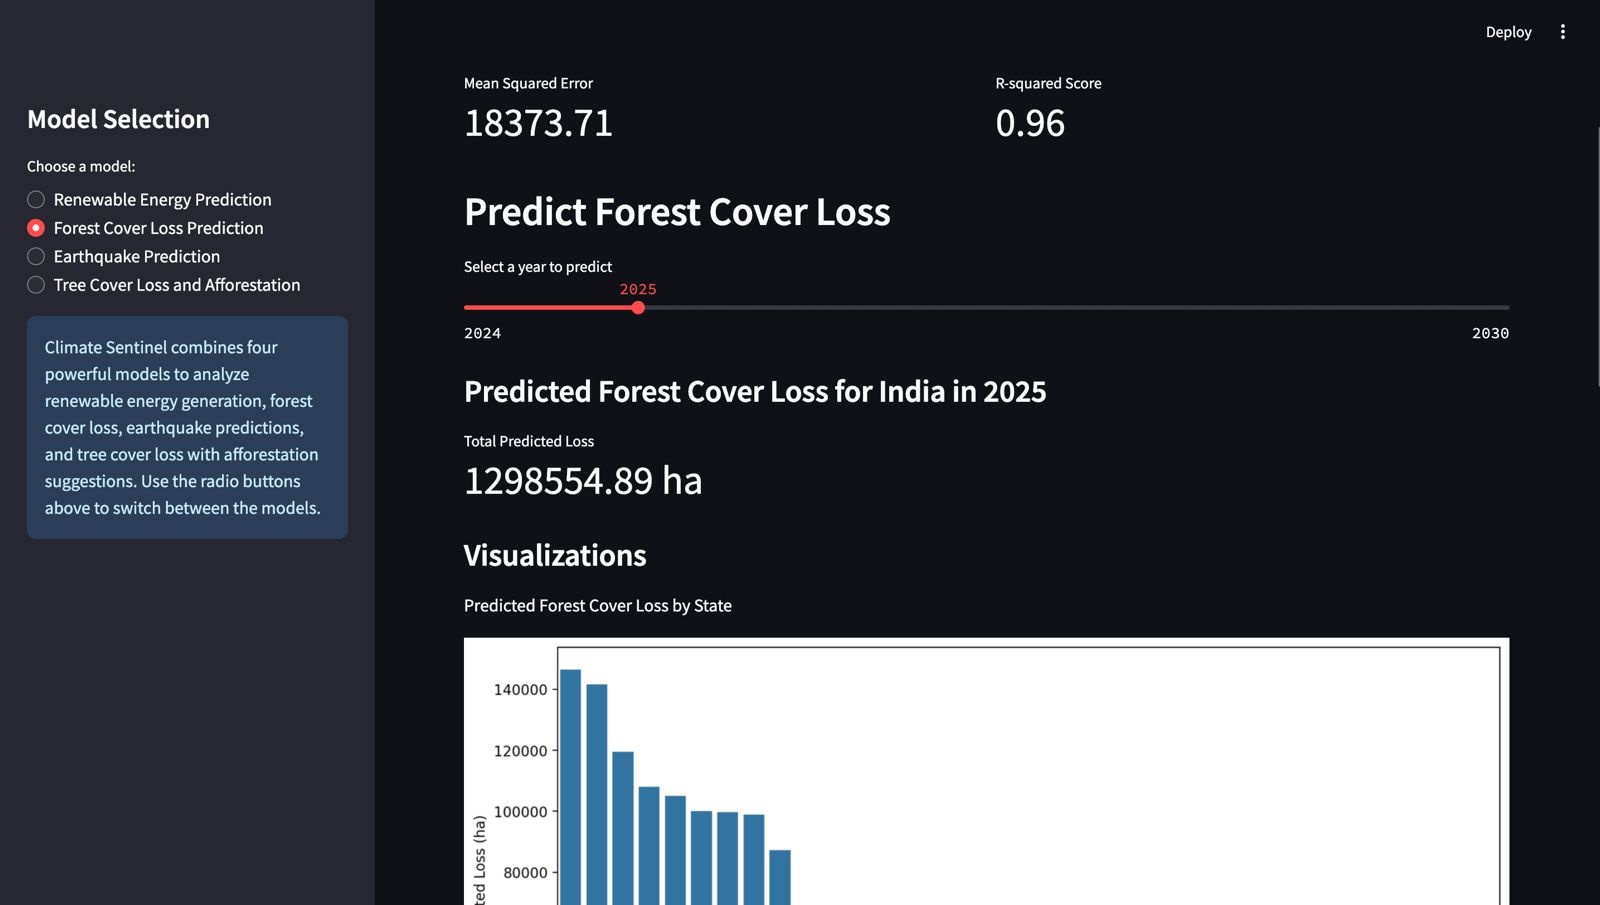 Deploy
Model Selection
Choose a model:
Renewable Energy Prediction
Forest Cover Loss Prediction
Earthquake Prediction
Tree Cover Loss and Afforestation
Climate Sentinel combines four
powerful models to analyze
renewable energy generation, forest
cover loss, earthquake predictions,
and tree cover loss with afforestation
suggestions. Use the radio buttons
above to switch between the models.
Mean Squared Error
18373.71
R-squared Score
0.96
Predict Forest Cover Loss
Select a year to predict
2025
2024
2030
Predicted Forest Cover Loss for India in 2025
Total Predicted Loss
1298554.89 ha
Visualizations
Predicted Forest Cover Loss by State
140000
120000
100000
80000
Loss (ha)